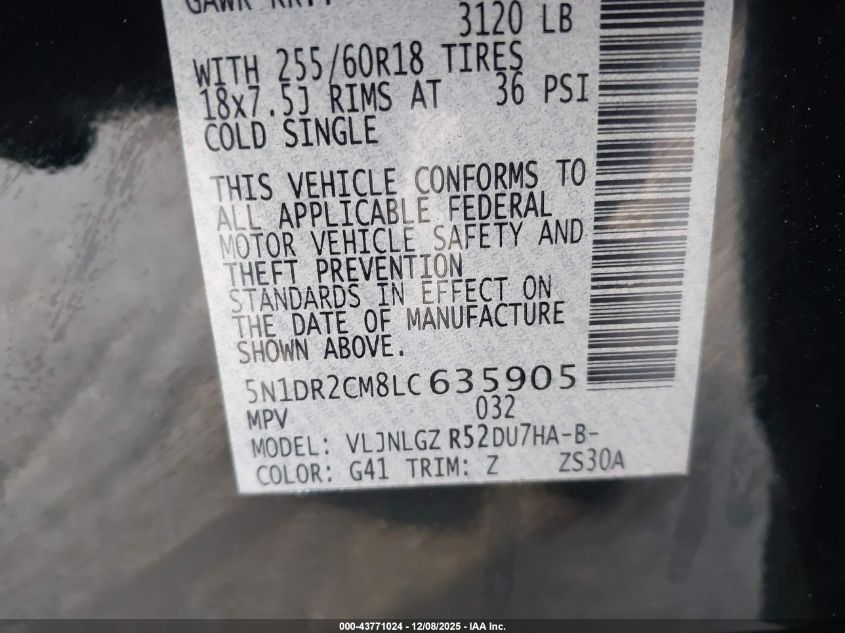 GAWR RR:
3120 LB
WITH 255/60R18 TIRES
18x7.5J RIMS AT 36 PSI
COLD SINGLE
THIS VEHICLE CONFORMS TO
ALL APPLICABLE FEDERAL
MOTOR VEHICLE SAFETY AND
THEFT PREVENTION
STANDARDS IN EFFECT ON
THE DATE OF MANUFACTURE
SHOWN ABOVE.
5N1DR2CM8LC635905
MPV 032
MODEL: VLJNLGZ R52DU7HA-B-
COLOR: G41 TRIM: Z ZS30A
000-43771024 - 12/08/2025 - IAA Inc.